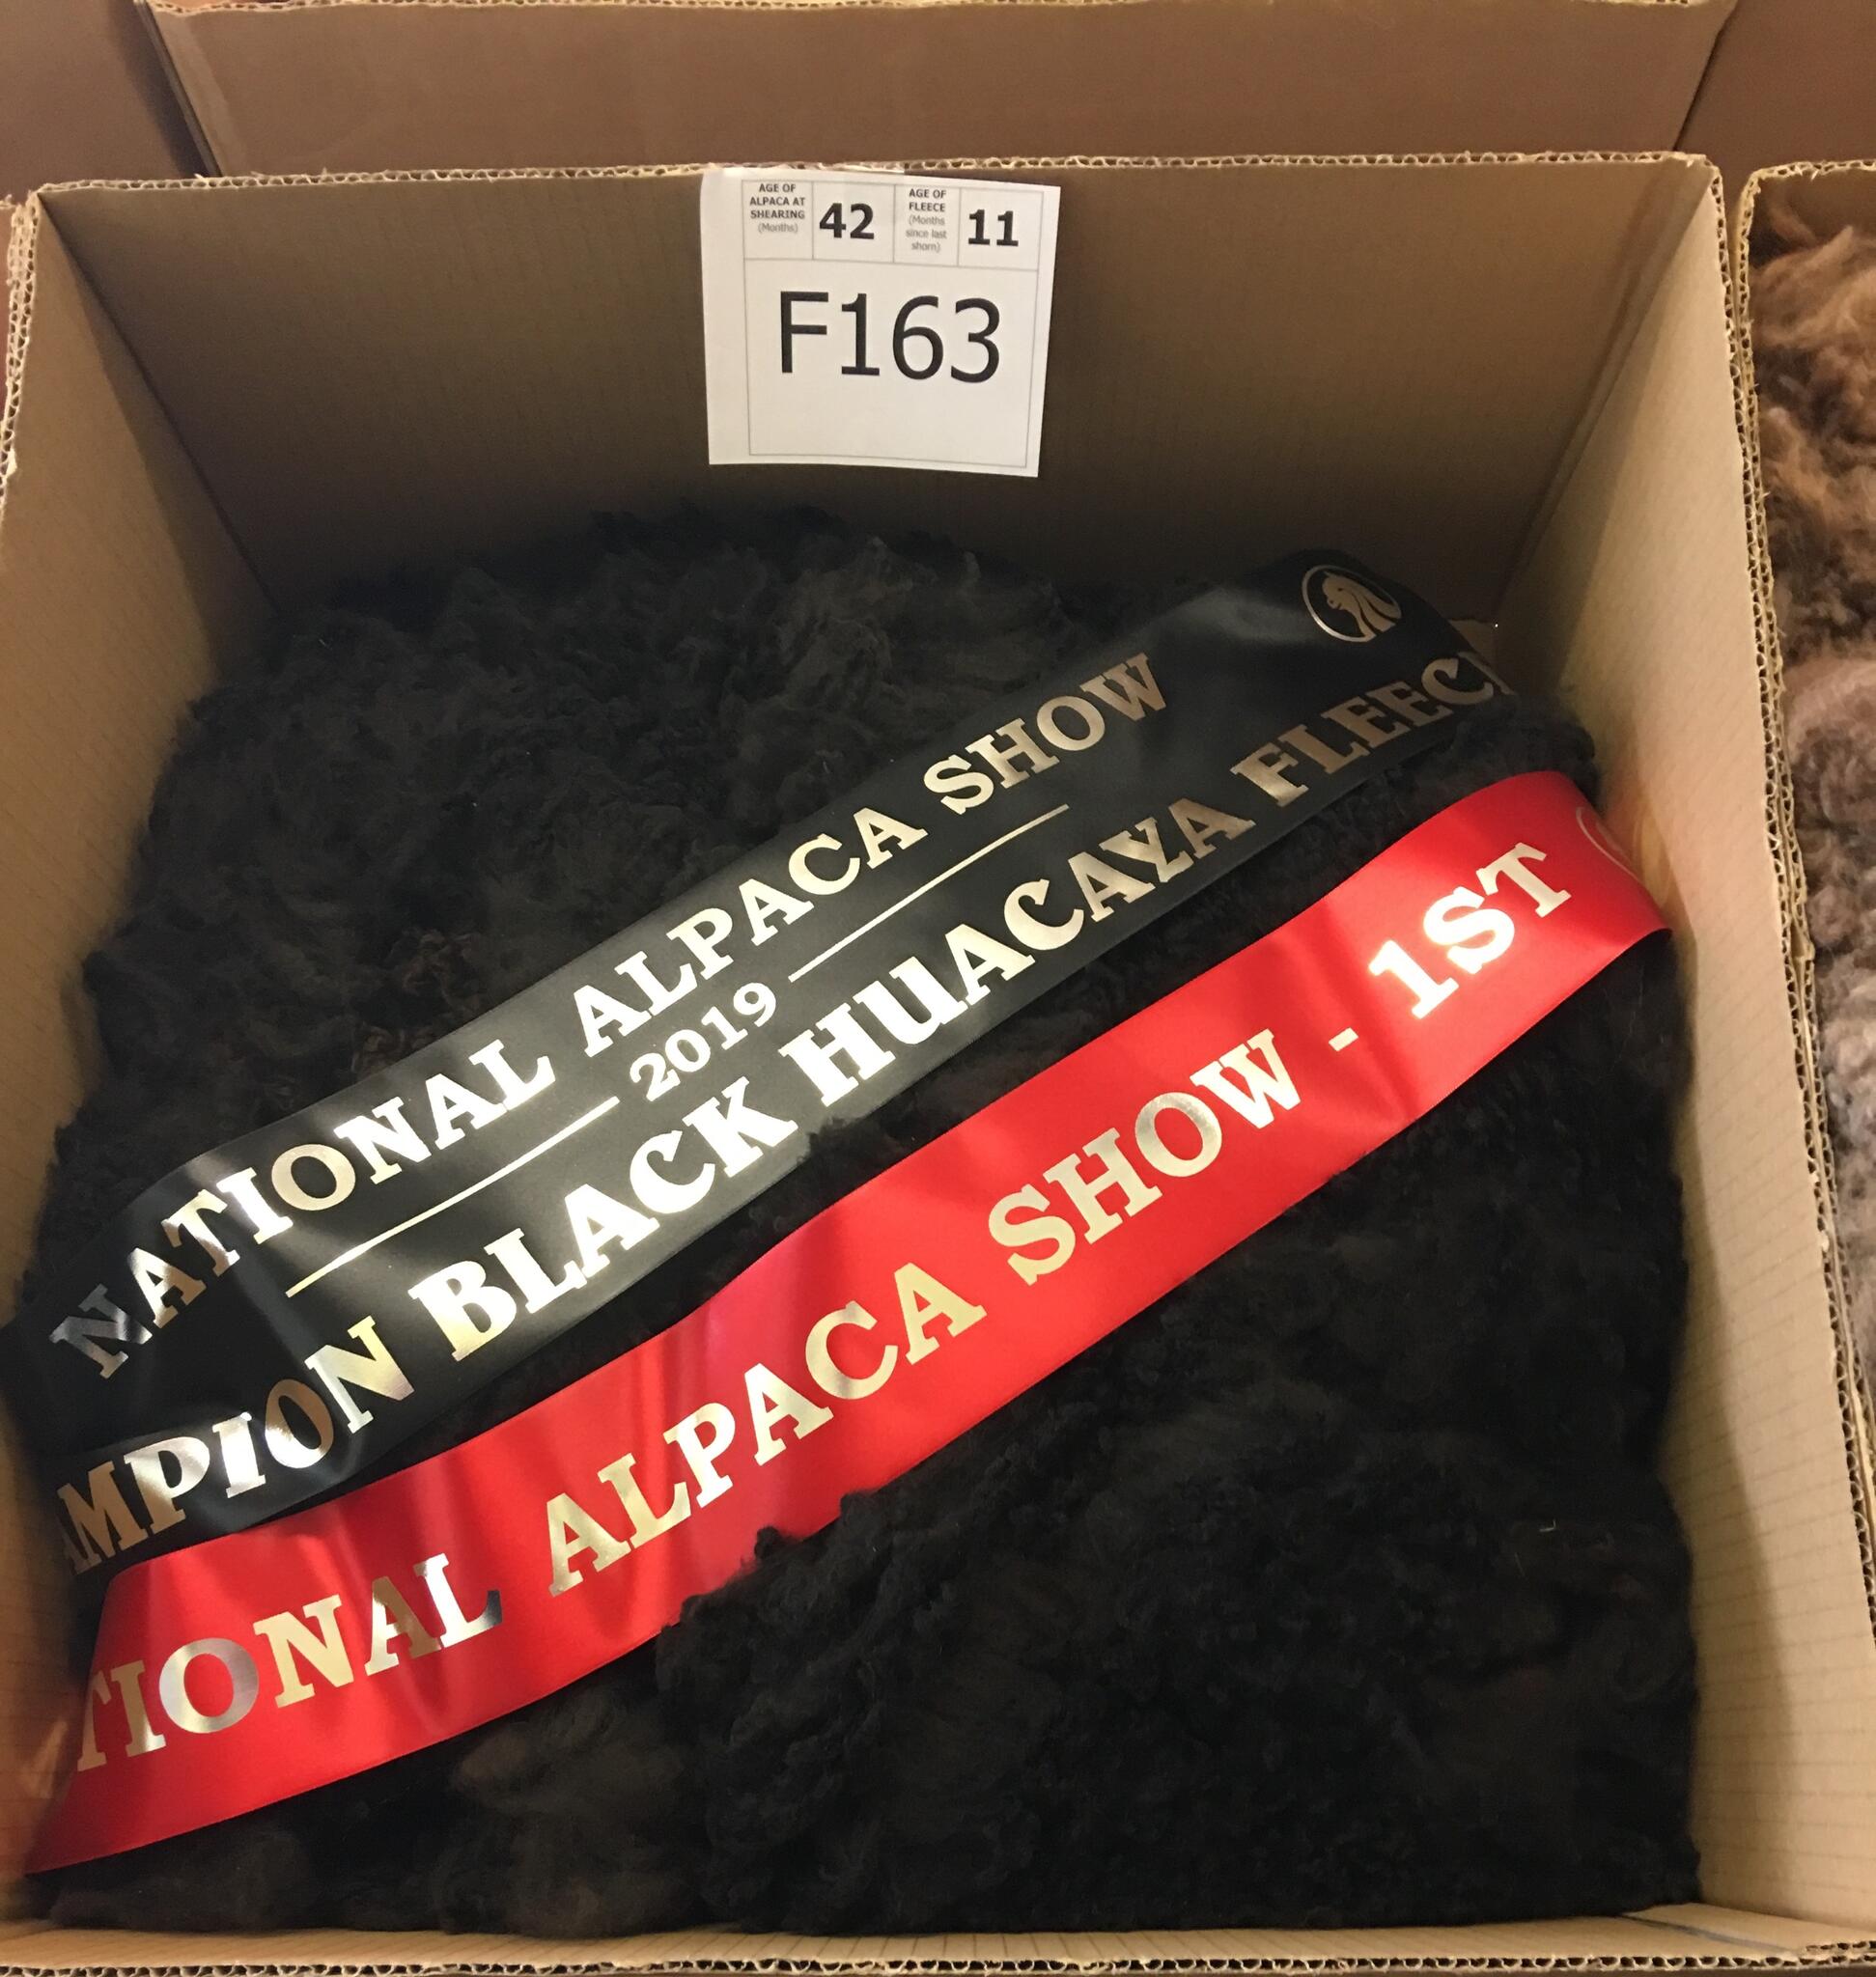 AGE OF
ALPACA AT
SHEARING
(Months)
42
AGE OF
FLEECE
(Months
since last
shorn)
11
F163
NATIONAL ALPACA SHOW
2019
AMPION BLACK HUACAYA FLEEC
TIONAL ALPACA SHOW - 1ST